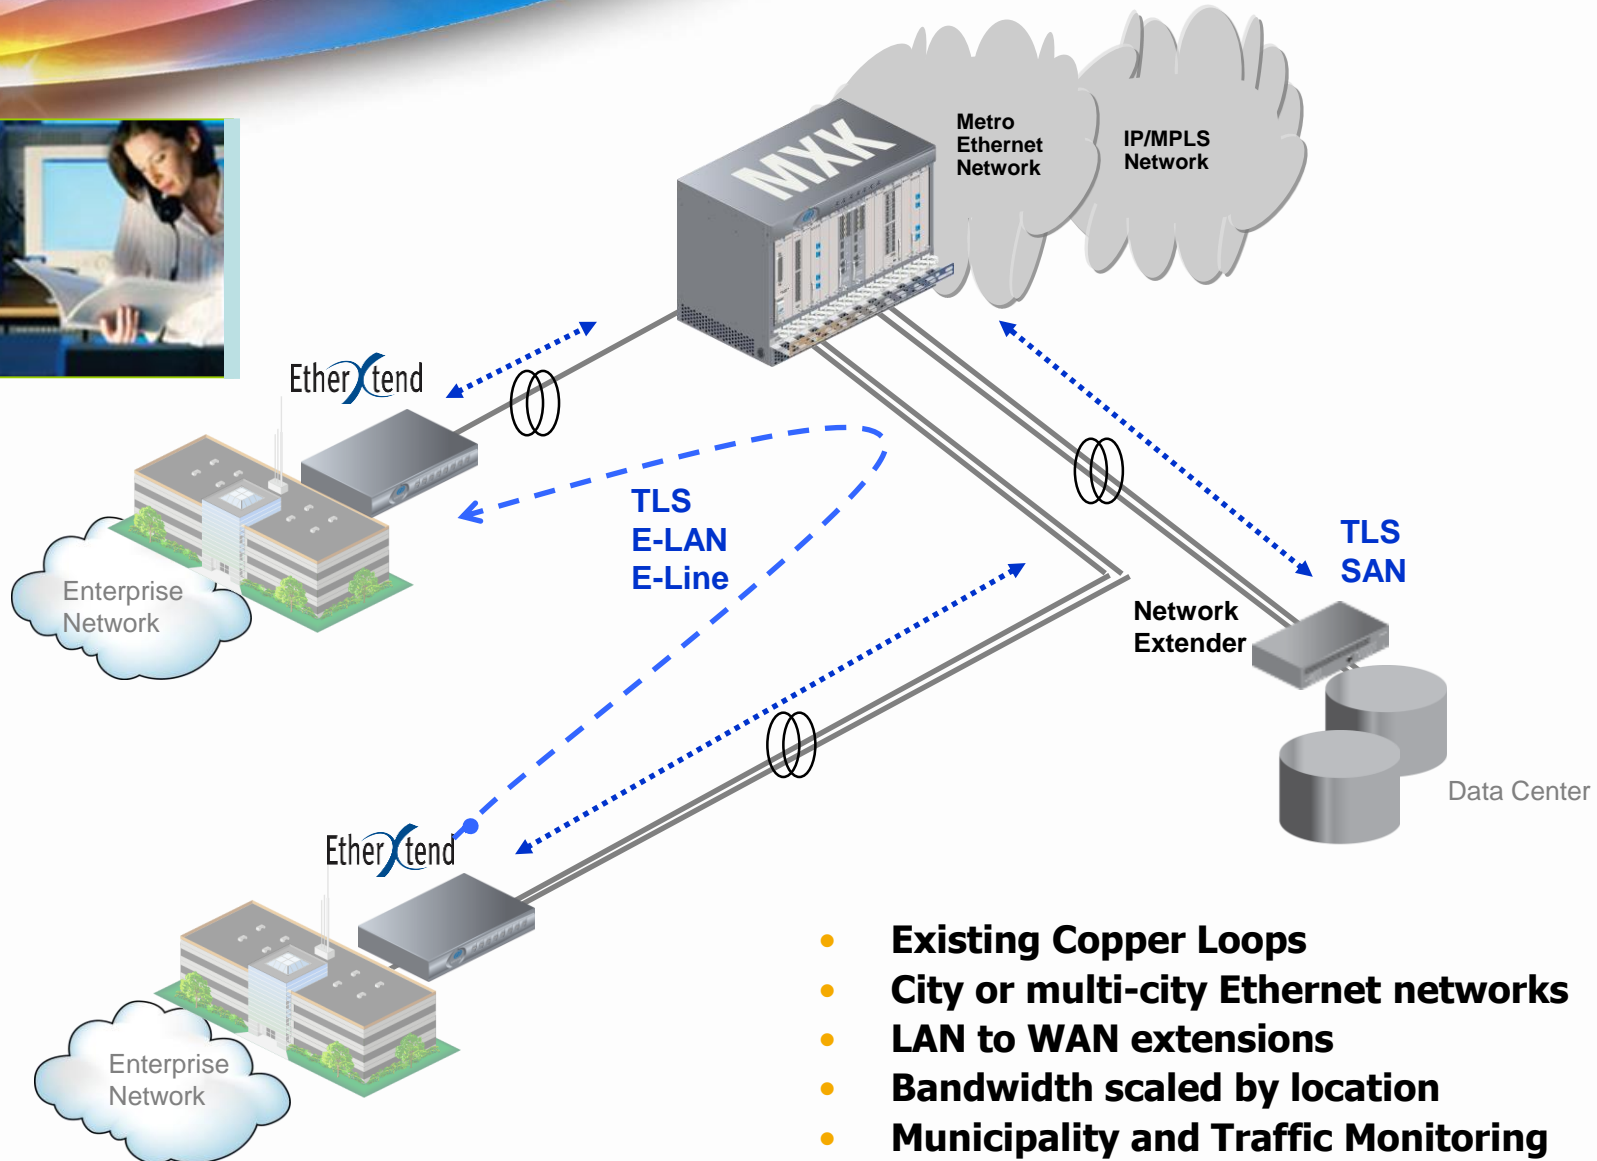 MXK
Metro
Ethernet
Network
IP/MPLS
Network
EtherXtend
Enterprise
Network
TLS
E-LAN
E-Line
TLS
SAN
Network
Extender
Data Center
EtherXtend
Enterprise
Network
• Existing Copper Loops
• City or multi-city Ethernet networks
• LAN to WAN extensions
• Bandwidth scaled by location
• Municipality and Traffic Monitoring